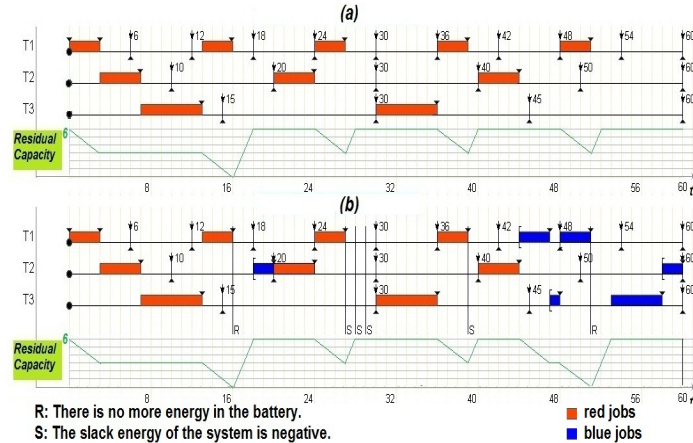 (a)
T1 6 12 18 24 30 36 42 48 54 60
T2 10 20 30 40 50 60
T3 15 30 45 60
Residual Capacity 6
8 16 24 32 40 48 56 60 t
(b)
T1 6 12 18 24 30 36 42 48 54 60
T2 10 20 30 40 50 60
T3 15 30 45 60
R S S S S R
Residual Capacity 6
8 16 24 32 40 48 56 60 t
R: There is no more energy in the battery.
S: The slack energy of the system is negative.
red jobs
blue jobs